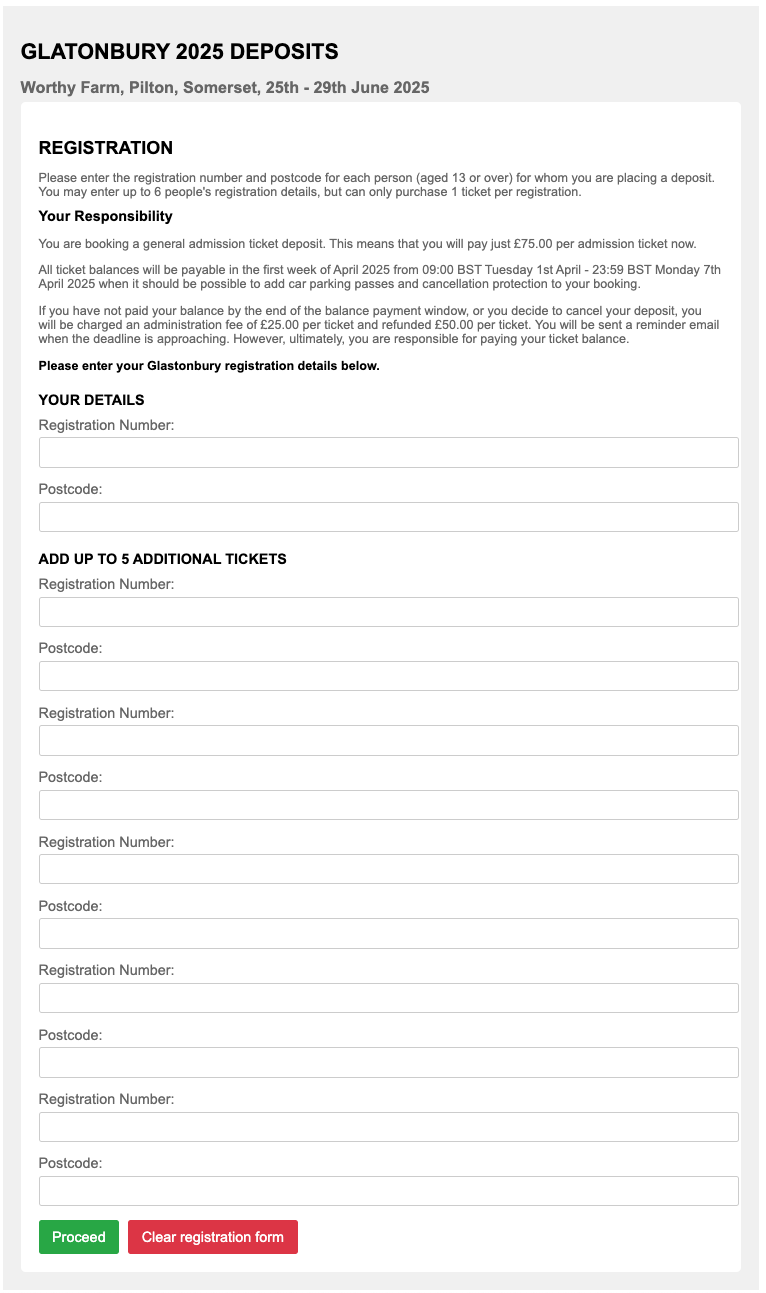 GLATONBURY 2025 DEPOSITS
Worthy Farm, Pilton, Somerset, 25th - 29th June 2025
REGISTRATION
Please enter the registration number and postcode for each person (aged 13 or over) for whom you are placing a deposit.
You may enter up to 6 people's registration details, but can only purchase 1 ticket per registration.
Your Responsibility
You are booking a general admission ticket deposit. This means that you will pay just £75.00 per admission ticket now.
All ticket balances will be payable in the first week of April 2025 from 09:00 BST Tuesday 1st April - 23:59 BST Monday 7th
April 2025 when it should be possible to add car parking passes and cancellation protection to your booking.
If you have not paid your balance by the end of the balance payment window, or you decide to cancel your deposit, you
will be charged an administration fee of £25.00 per ticket and refunded £50.00 per ticket. You will be sent a reminder email
when the deadline is approaching. However, ultimately, you are responsible for paying your ticket balance.
Please enter your Glastonbury registration details below.
YOUR DETAILS
Registration Number:
Postcode:
ADD UP TO 5 ADDITIONAL TICKETS
Registration Number:
Postcode:
Registration Number:
Postcode:
Registration Number:
Postcode:
Registration Number:
Postcode:
Registration Number:
Postcode:
Proceed Clear registration form